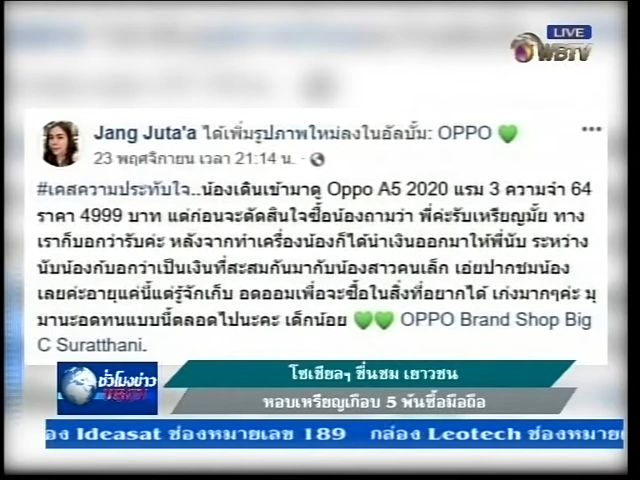 LIVE
WBTV
Jang Juta'a ได้เพิ่มรูปภาพใหม่ลงในอัลบั้ม: OPPO 💚
23 พฤศจิกายน เวลา 21:14 น.
#เคสความประทับใจ..น้องเดินเข้ามาดู Oppo A5 2020 แรม 3 ความจำ 64
ราคา 4999 บาท แต่ก่อนจะตัดสินใจซื้อน้องถามว่า พี่ค่ะรับเหรียญมั้ย ทาง
เราก็บอกว่ารับค่ะ หลังจากทำเครื่องน้องก็ได้นำเงินออกมาให้พี่นับ ระหว่าง
นับน้องก็บอกว่าเป็นเงินที่สะสมกันมากับน้องสาวคนเล็ก เอ่ยปากชมน้อง
เลยค่ะอายุแค่นี้แต่รู้จักเก็บ อดออมเพื่อจะซื้อในสิ่งที่อยากได้ เก่งมากๆค่ะ มุ
มานะอดทนแบบนี้ตลอดไปนะคะ เด็กน้อย 💚💚 OPPO Brand Shop Big
C Suratthani.
ชั่วโมงข่าว
โซเชียลฯ ชื่นชม เยาวชน
หอบเหรียญเกือบ 5 พันซื้อมือถือ
อง Ideasat ช่องหมายเลข 189 กล่อง Leotech ช่องหมายเ